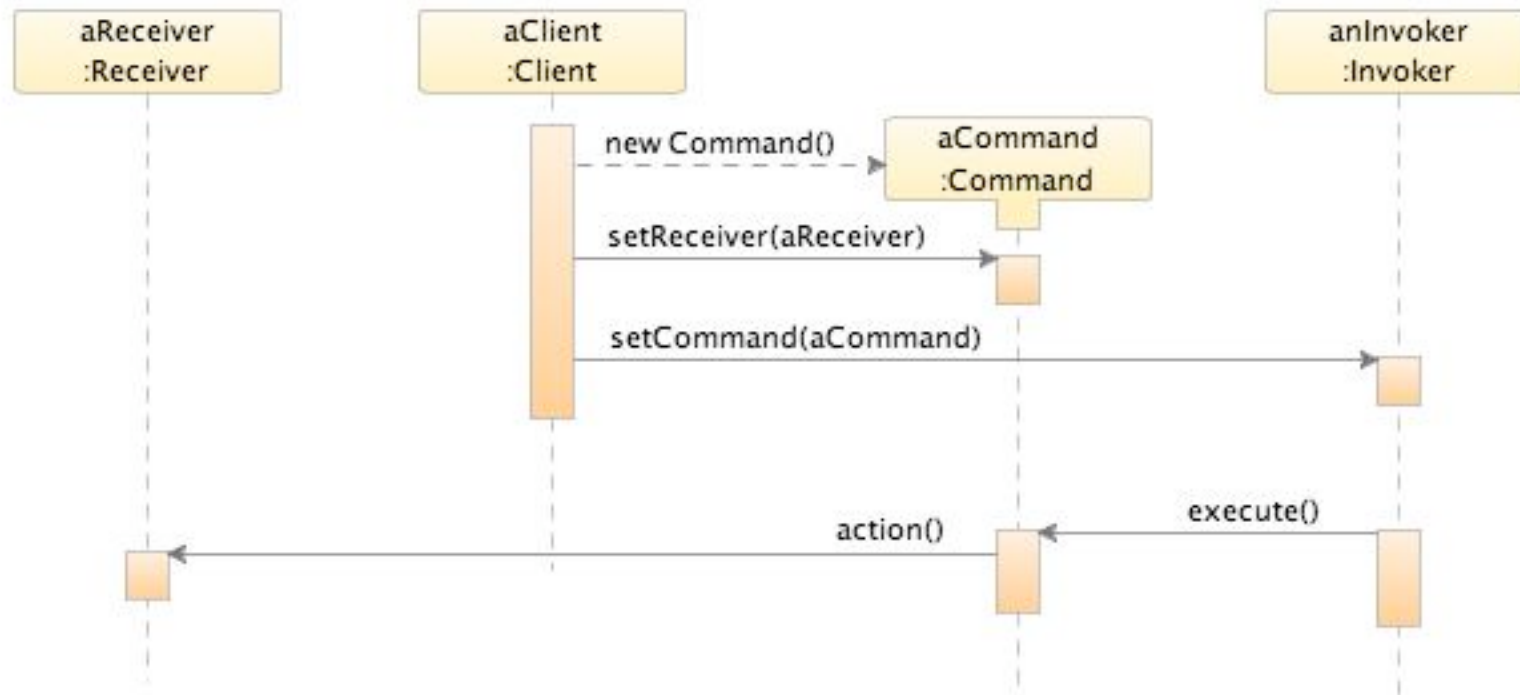 aReceiver
:Receiver
aClient
:Client
anInvoker
:Invoker
new Command()
aCommand
:Command
setReceiver(aReceiver)
setCommand(aCommand)
execute()
action()